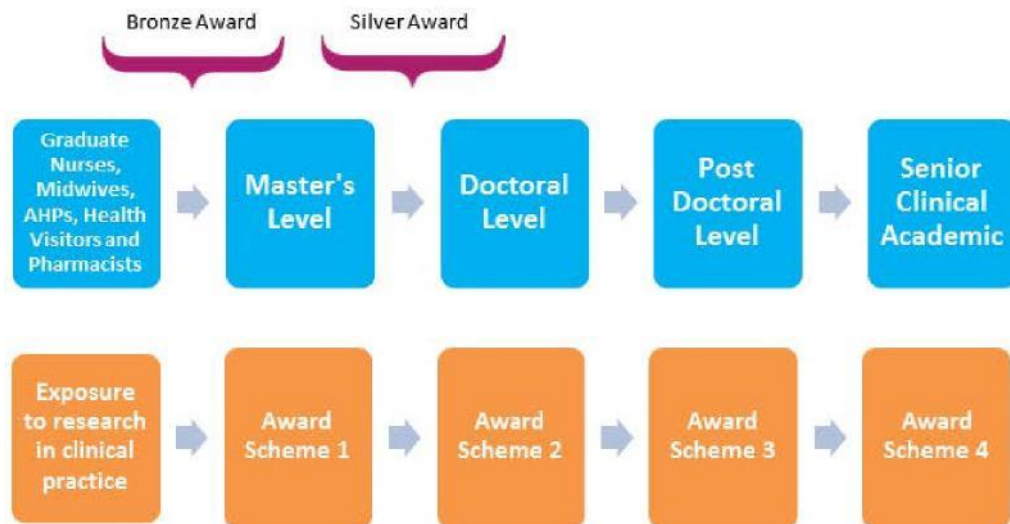 Bronze Award
Silver Award
Graduate
Nurses,
Midwives,
AHPs, Health
Visitors and
Pharmacists
Master's
Level
Doctoral
Level
Post
Doctoral
Level
Senior
Clinical
Academic
Exposure
to research
in clinical
practice
Award
Scheme 1
Award
Scheme 2
Award
Scheme 3
Award
Scheme 4